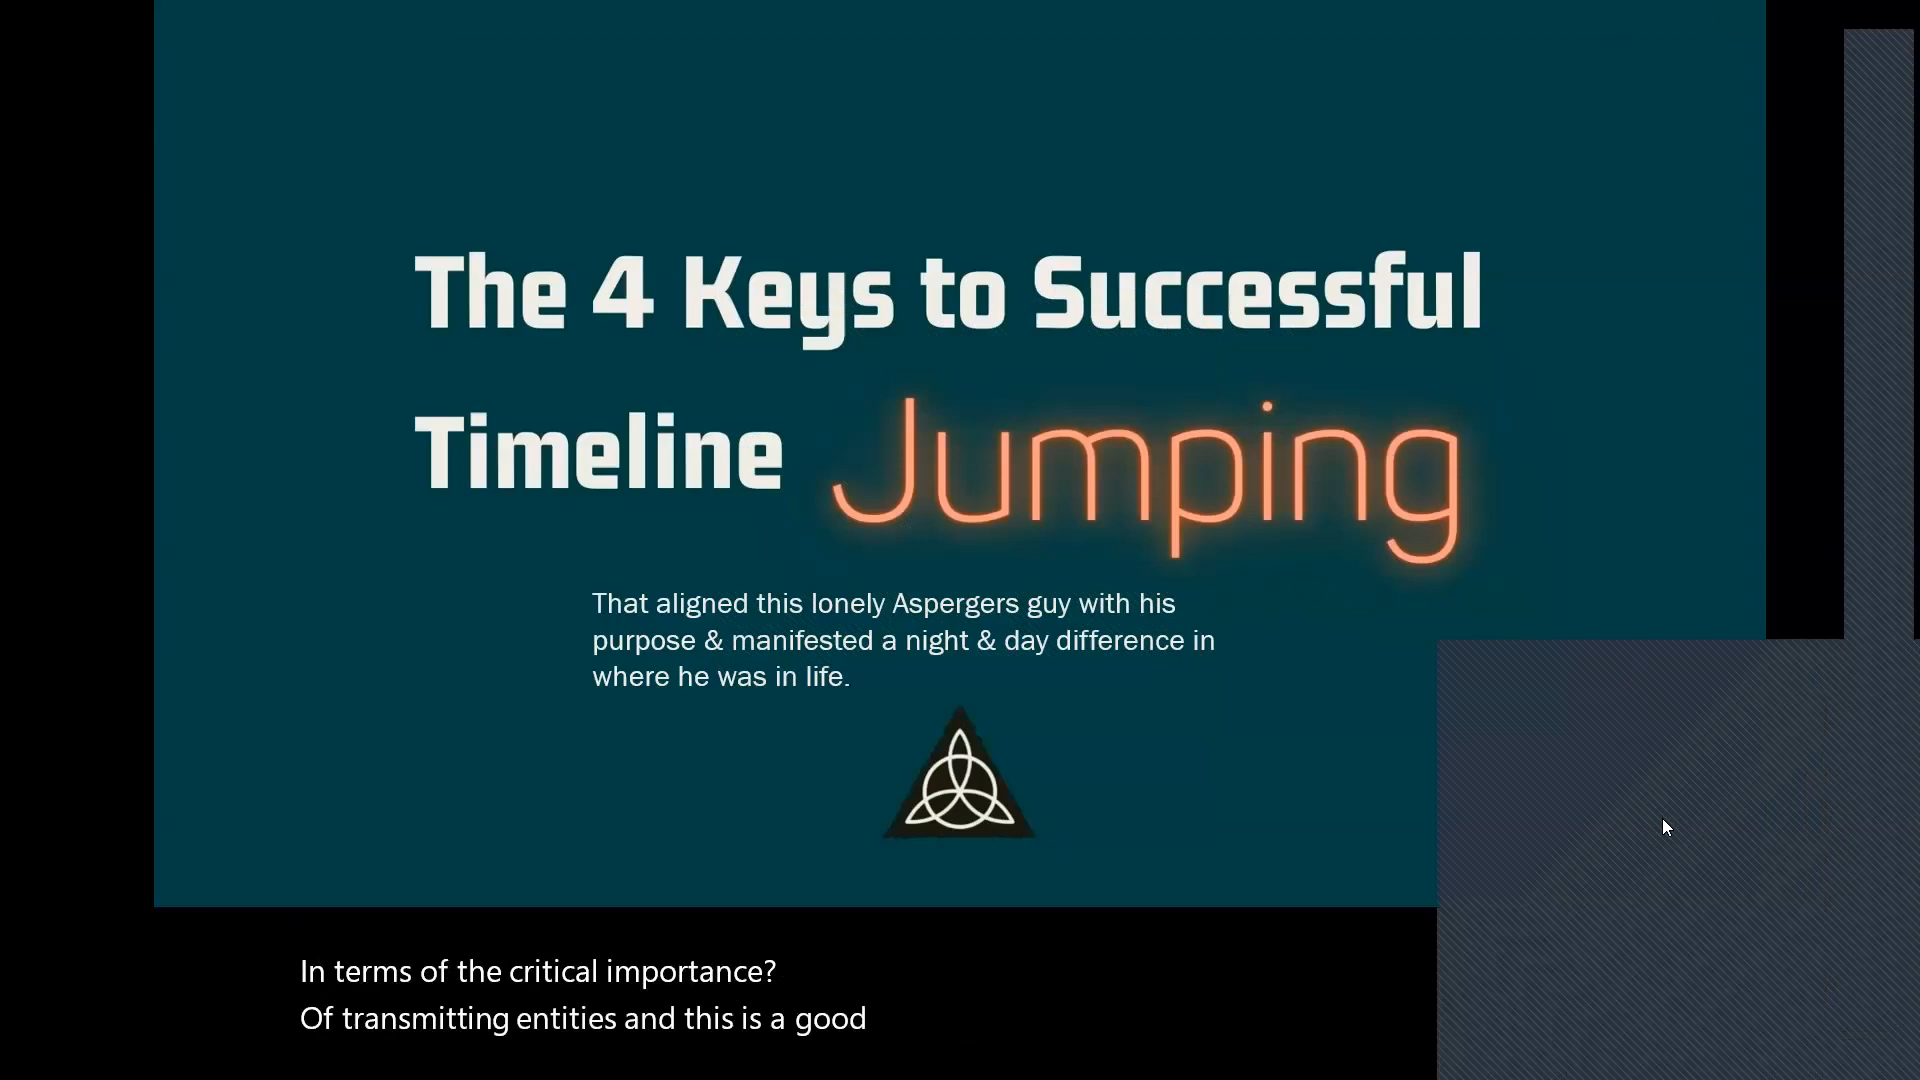 The 4 Keys to Successful
Timeline Jumping
That aligned this lonely Aspergers guy with his
purpose & manifested a night & day difference in
where he was in life.
In terms of the critical importance?
Of transmitting entities and this is a good